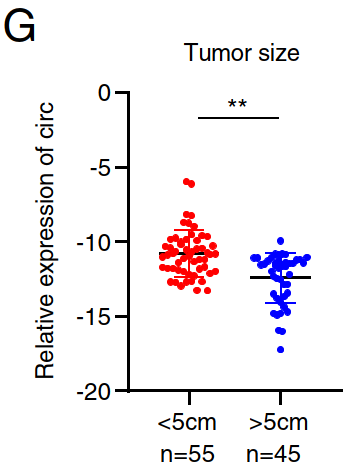 G
Tumor size
Relative expression of circ
0
-5
-10
-15
-20
**
<5cm >5cm
n=55 n=45